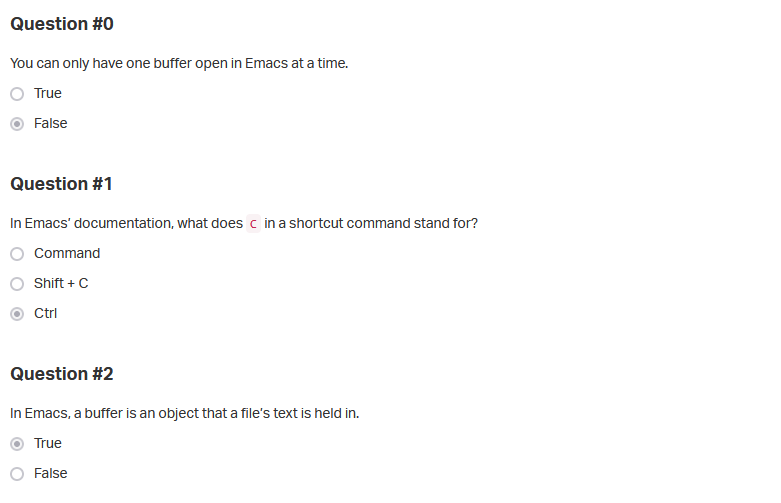 Question #0
You can only have one buffer open in Emacs at a time.
True
False
Question #1
In Emacs' documentation, what does c in a shortcut command stand for?
Command
Shift + C
Ctrl
Question #2
In Emacs, a buffer is an object that a file's text is held in.
True
False